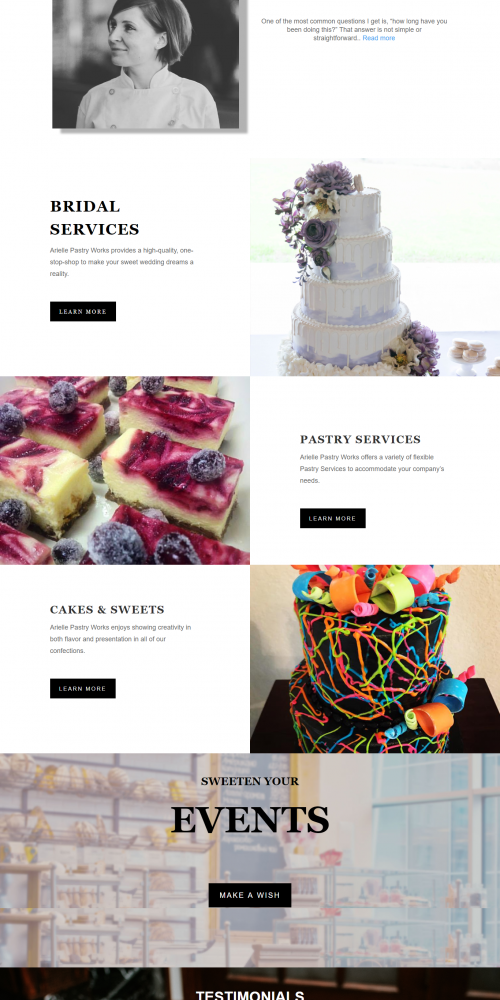 One of the most common questions i get is, "how long have you
been doing this?" That answer is not simple or
straightforward.. Read more
BRIDAL
SERVICES
Arielle Pastry Works provides a high-quality, one-
stop-shop to make your sweet wedding dreams a
reality.
LEARN MORE
PASTRY SERVICES
Arielle Pastry Works offers a variety of flexible
Pastry Services to accommodate your company's
needs.
LEARN MORE
CAKES & SWEETS
Arielle Pastry Works enjoys showing creativity in
both flavor and presentation in all of our
confections.
LEARN MORE
SWEETEN YOUR
EVENTS
MAKE A WISH
TESTIMONIALS